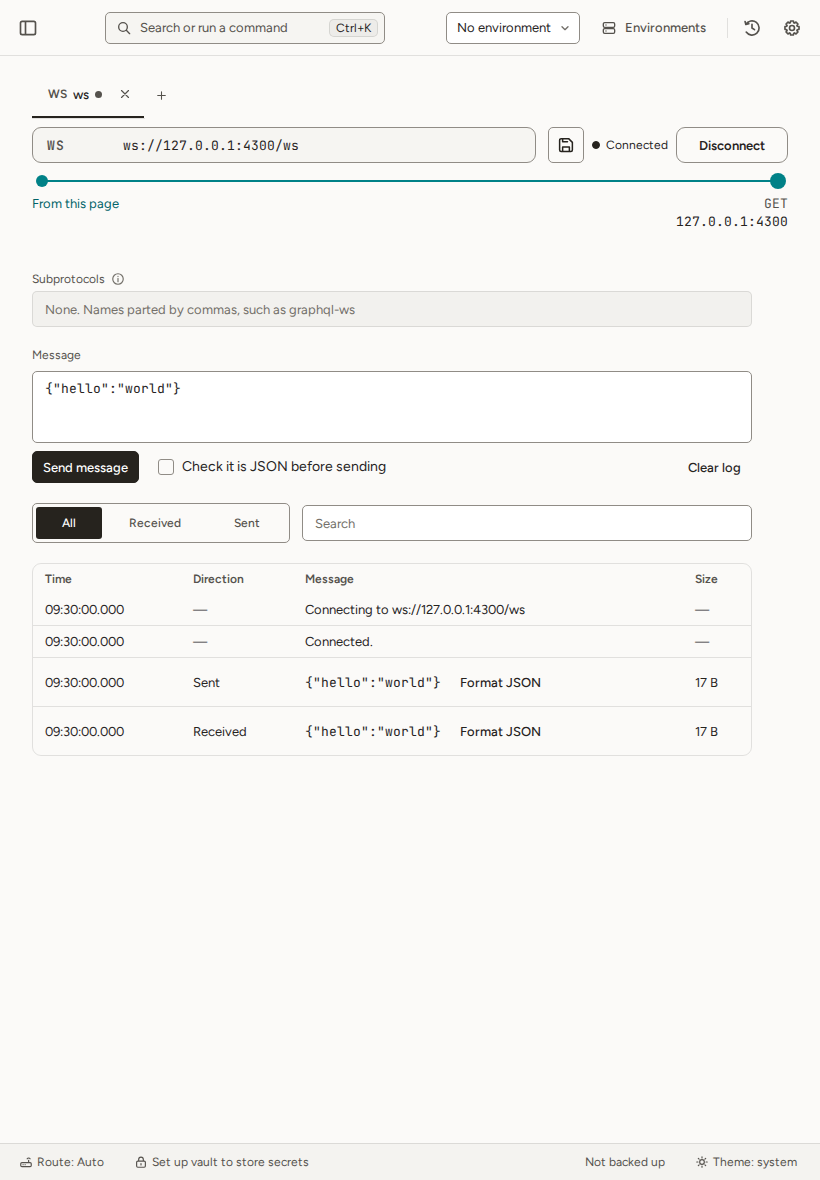 Search or run a command Ctrl+K No environment Environments
WS ws
WS ws://127.0.0.1:4300/ws Connected Disconnect
From this page GET
127.0.0.1:4300
Subprotocols
None. Names parted by commas, such as graphql-ws
Message
{"hello":"world"}
Send message Check it is JSON before sending Clear log
All Received Sent Search
Time Direction Message Size
09:30:00.000 — Connecting to ws://127.0.0.1:4300/ws —
09:30:00.000 — Connected. —
09:30:00.000 Sent {"hello":"world"} Format JSON 17 B
09:30:00.000 Received {"hello":"world"} Format JSON 17 B
Route: Auto Set up vault to store secrets Not backed up Theme: system